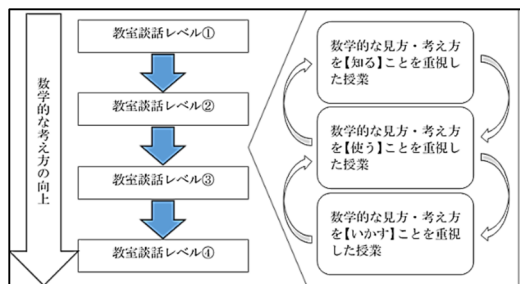 数学的な考え方の向上
教室談話レベル①
教室談話レベル②
教室談話レベル③
教室談話レベル④
数学的な見方・考え方
を【知る】ことを重視し
た授業
数学的な見方・考え方
を【使う】ことを重視し
た授業
数学的な見方・考え方
を【いかす】ことを重視
した授業